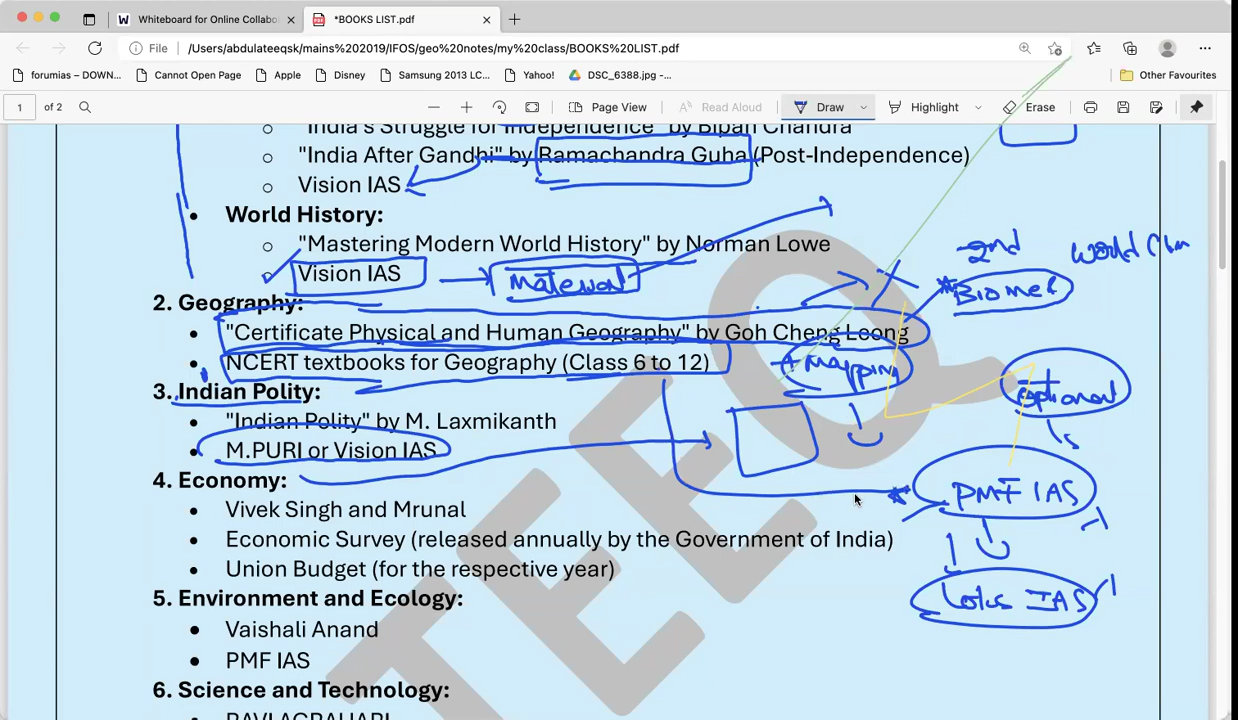 Whiteboard for Online Collabo
*BOOKS LIST.pdf
File /Users/abdulateeqsk/mains%202019/IFOS/geo%20notes/my%20class/BOOKS%20LIST.pdf
forumias – DOWN...
Cannot Open Page
Apple
Disney
Samsung 2013 LC...
Yahoo!
DSC_6388.jpg -...
Other Favourites
1 of 2
Page View
Read Aloud
Draw
Highlight
Erase
"India's Struggle for Independence" by Bipan Chandra
"India After Gandhi" by Ramachandra Guha (Post-Independence)
Vision IAS
World History:
"Mastering Modern World History" by Norman Lowe
2nd World
Vision IAS
Material
Biomes
2. Geography:
"Certificate Physical and Human Geography" by Goh Cheng Leong
NCERT textbooks for Geography (Class 6 to 12)
Mapping
optional
3. Indian Polity:
"Indian Polity" by M. Laxmikanth
M.PURI or Vision IAS
4. Economy:
PMF IAS
Vivek Singh and Mrunal
Economic Survey (released annually by the Government of India)
Union Budget (for the respective year)
5. Environment and Ecology:
Lotus IAS
Vaishali Anand
PMF IAS
6. Science and Technology:
RAVI AGRAHARI
TEEQ